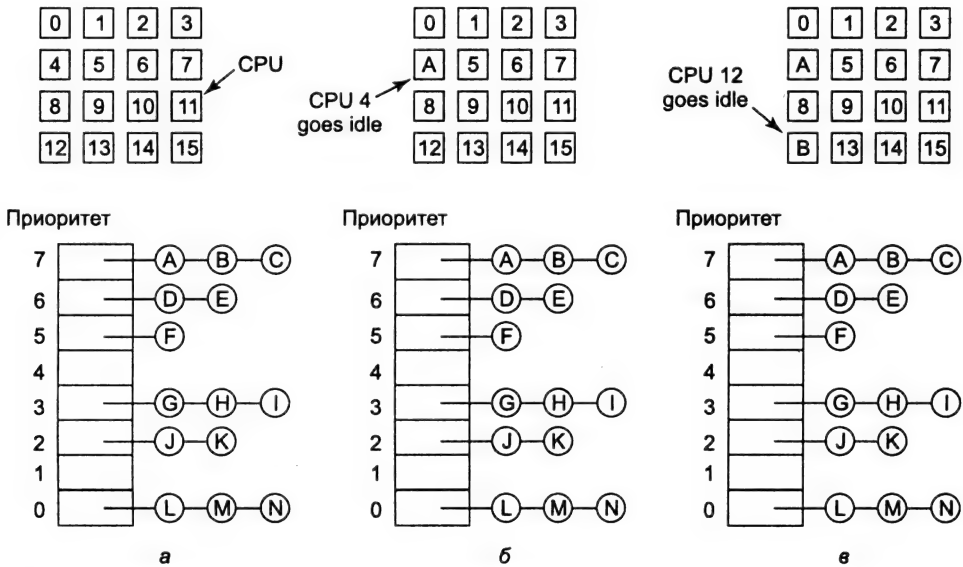 0 1 2 3
4 5 6 7
8 9 10 11
12 13 14 15
CPU
0 1 2 3
A 5 6 7
8 9 10 11
12 13 14 15
CPU 4
goes idle
0 1 2 3
A 5 6 7
8 9 10 11
B 13 14 15
CPU 12
goes idle
Приоритет
7 A B C
6 D E
5 F
4
3 G H I
2 J K
1
0 L M N
а
Приоритет
7 A B C
6 D E
5 F
4
3 G H I
2 J K
1
0 L M N
б
Приоритет
7 A B C
6 D E
5 F
4
3 G H I
2 J K
1
0 L M N
в